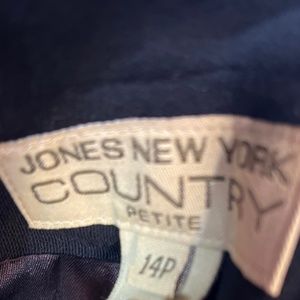 JONES NEW YORK
COUNTRY
PETITE
14P